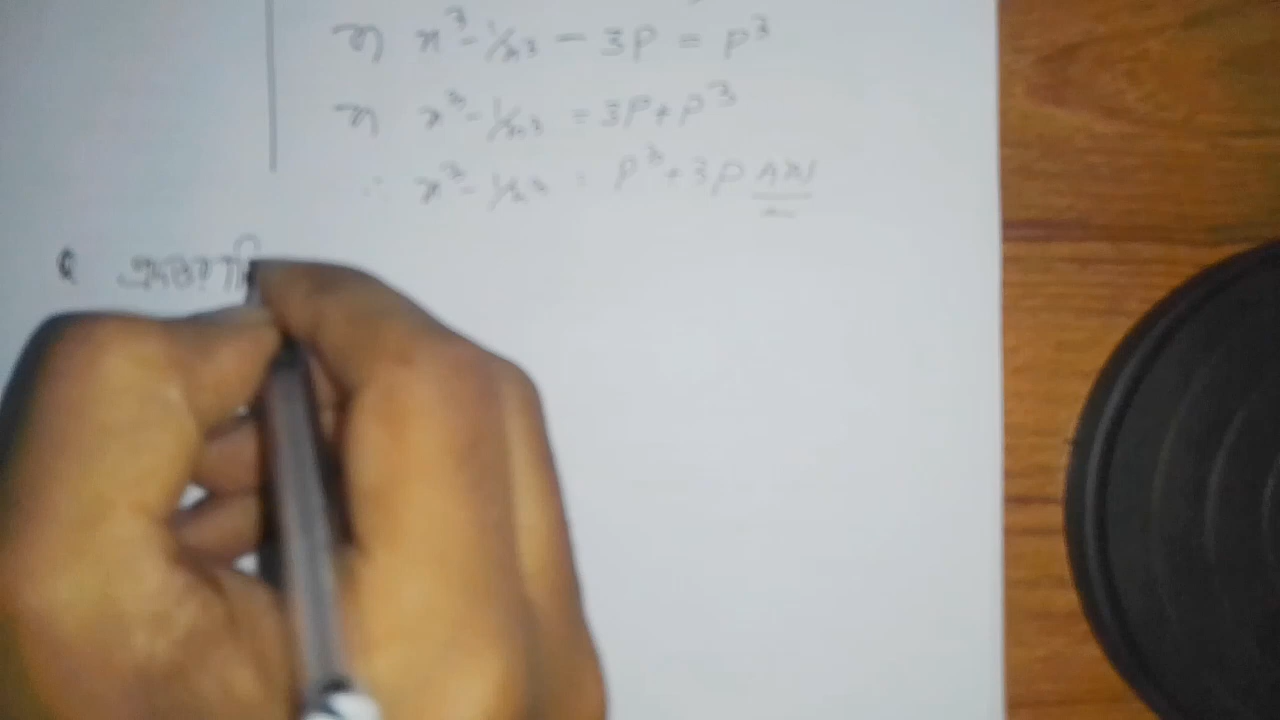 বা x³ - 1/x³ - 3p = p³
বা x³ - 1/x³ = 3p + p³
∴ x³ - 1/x³ = p³ + 3p Ans